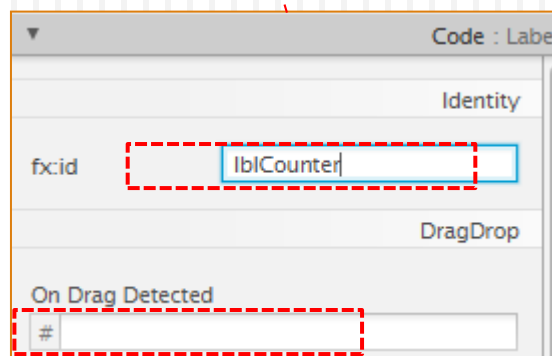 Code : Labe
Identity
fx:id
lblCounter
DragDrop
On Drag Detected
#